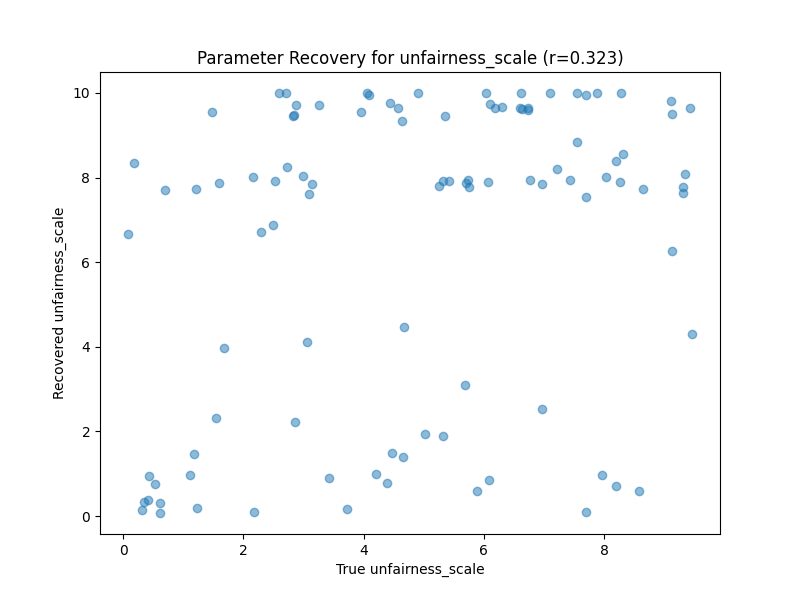 Parameter Recovery for unfairness_scale (r=0.323)
10
8
6
4
2
0
Recovered unfairness_scale
0 2 4 6 8
True unfairness_scale